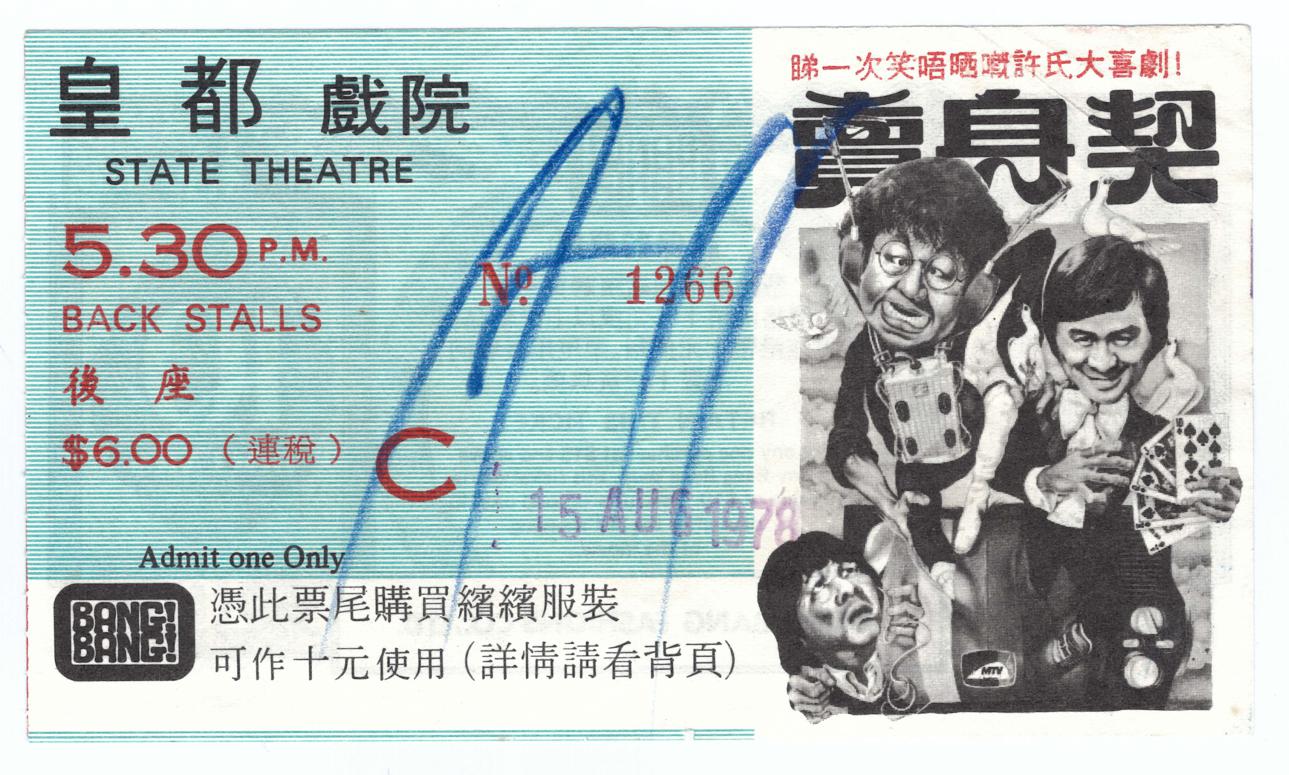 皇都戲院
STATE THEATRE
5.30 P.M.
BACK STALLS
後座
$6.00（連稅）
C
Nº 1266
15 AUG 1978
Admit one Only
BANG!
BANG!
憑此票尾購買繽繽服裝
可作十元使用（詳情請看背頁）
睇一次笑唔晒嘅許氏大喜劇！
賣身契
MTV